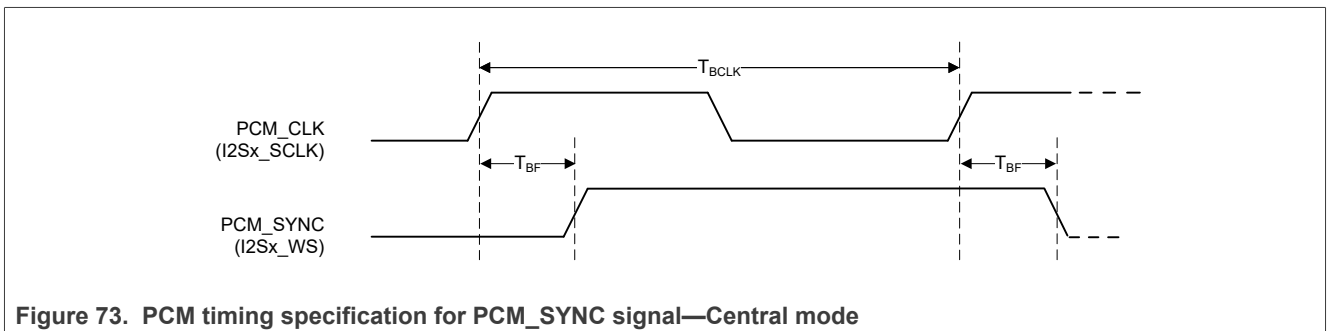 TBCLK
PCM_CLK
(I2Sx_SCLK)
TBF
TBF
PCM_SYNC
(I2Sx_WS)
Figure 73. PCM timing specification for PCM_SYNC signal—Central mode